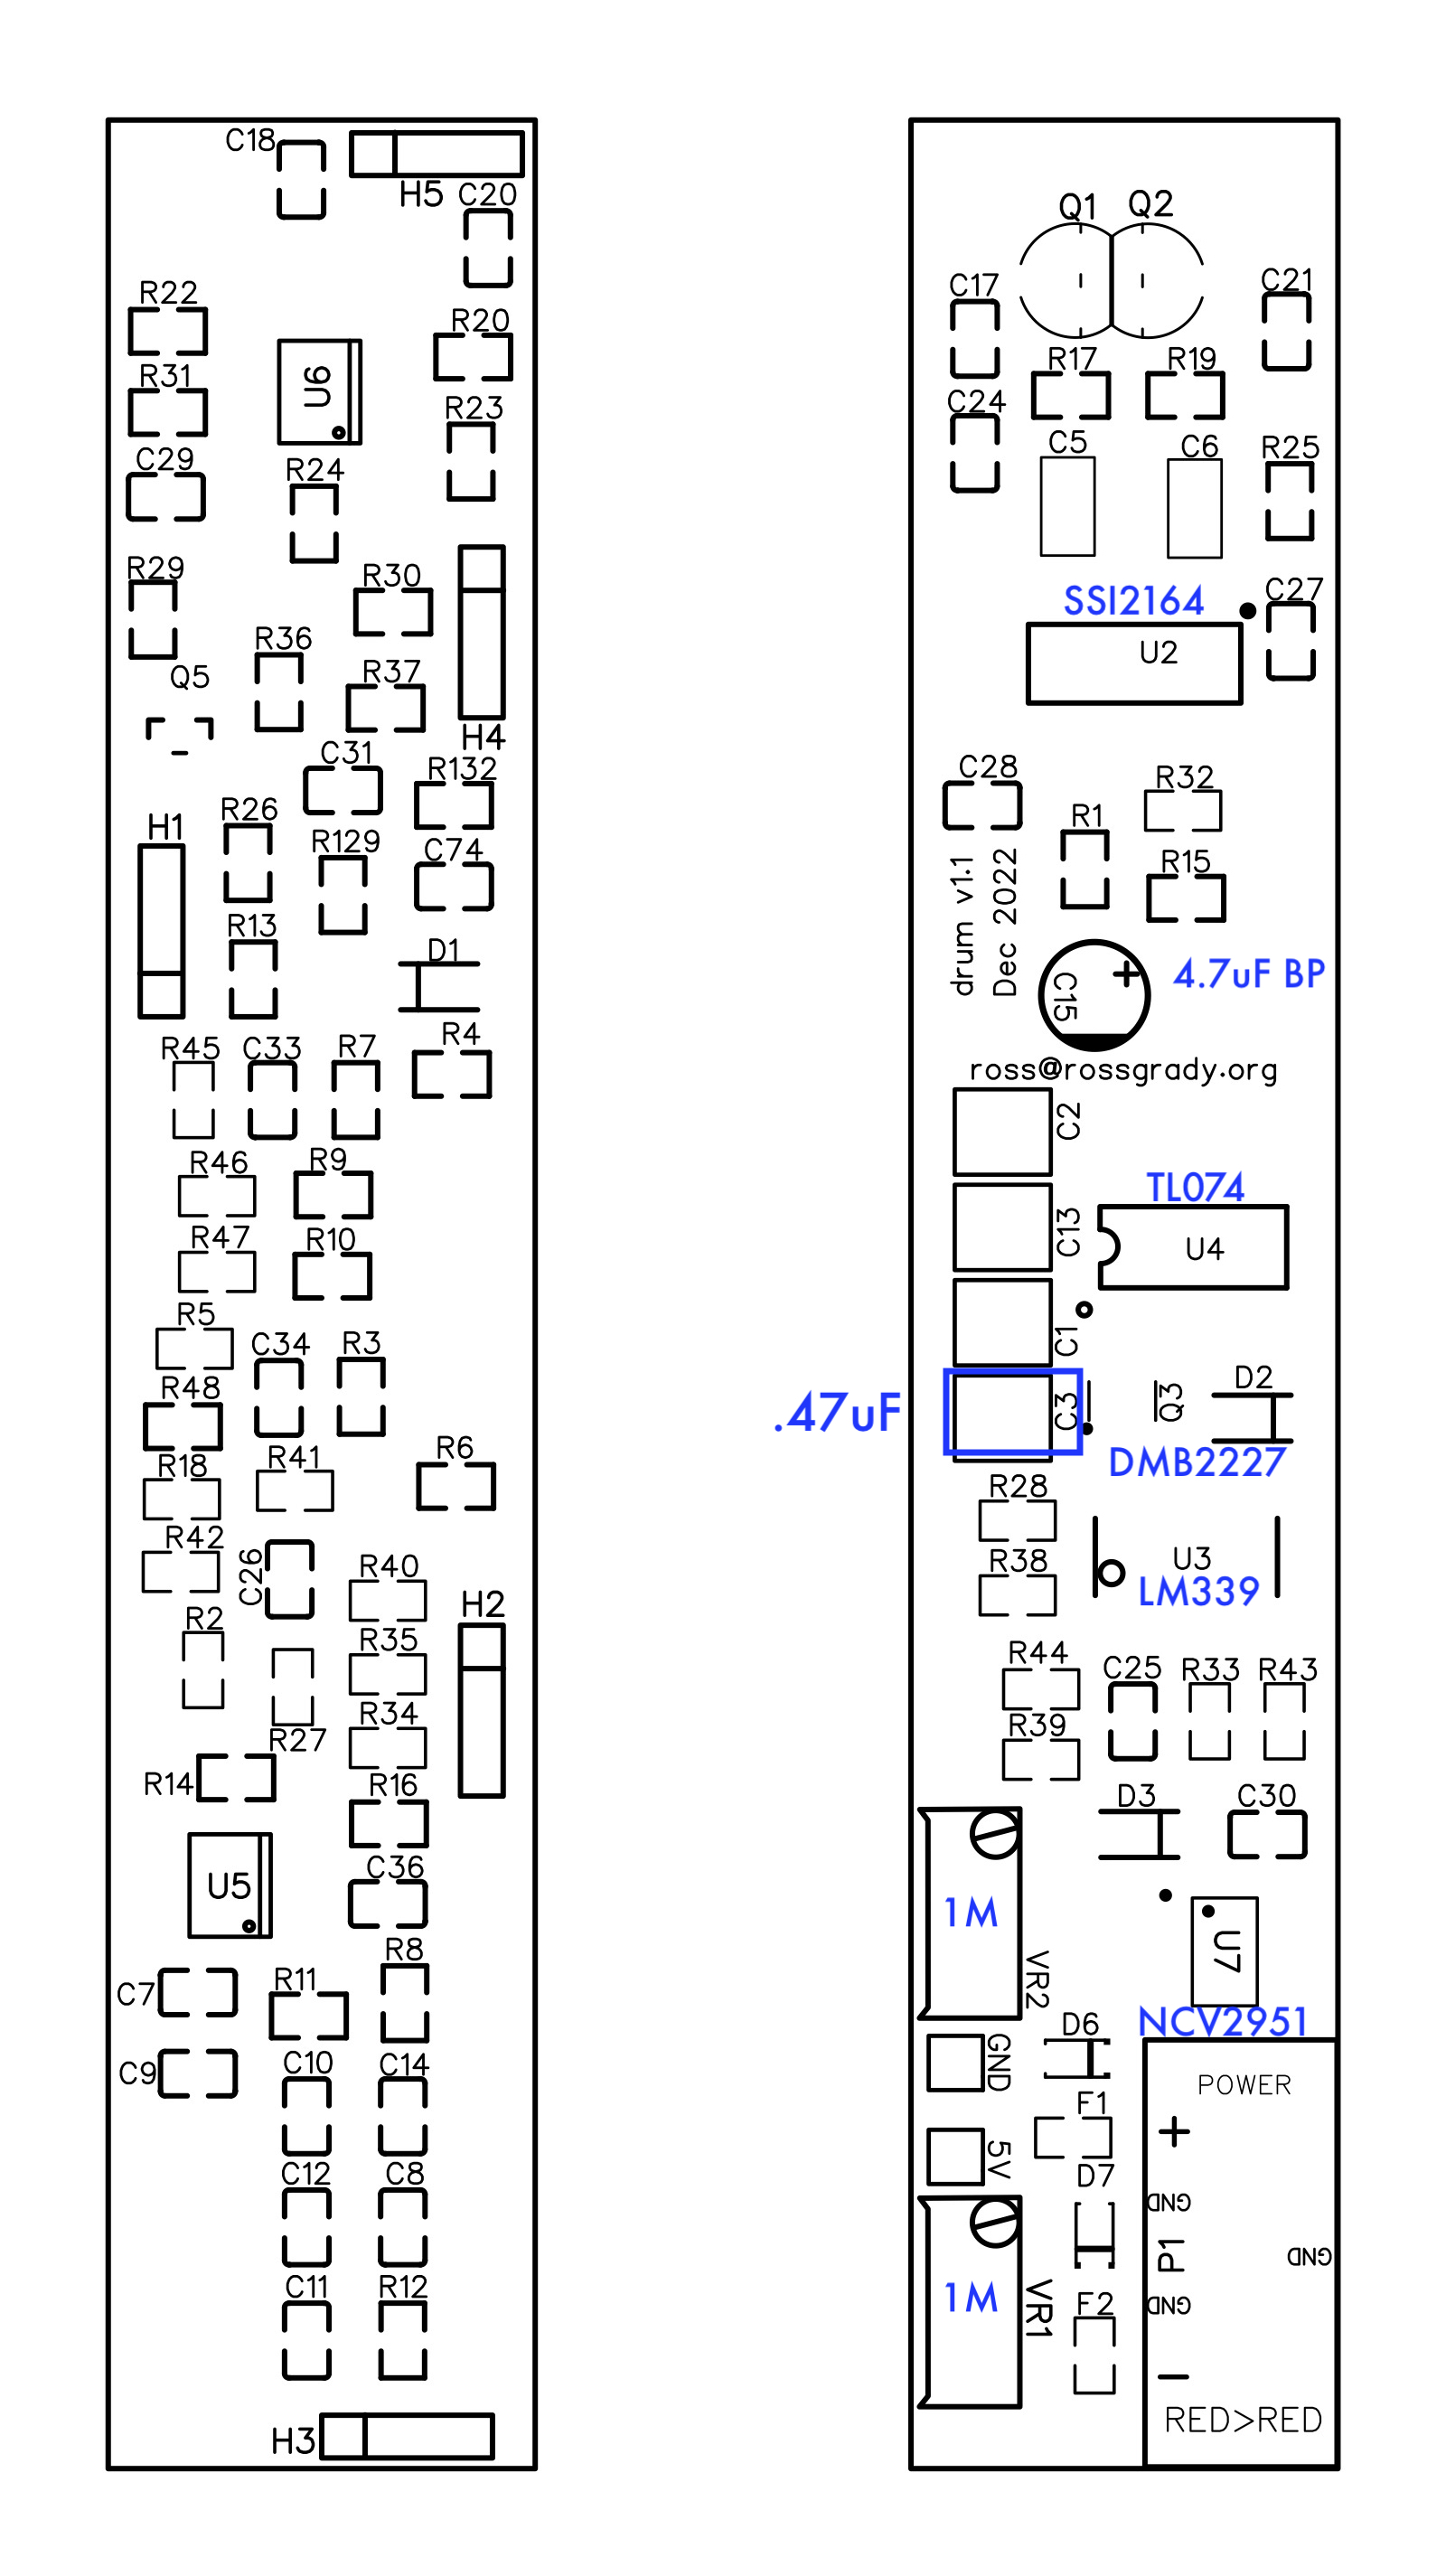 C18
H5
C20
R22
R20
R31
U6
R23
C29
R24
R29
R30
R36
Q5
R37
H4
C31
R132
H1
R26
R129
C74
R13
D1
R45
C33
R7
R4
R46
R9
R47
R10
R5
C34
R3
R48
R18
R41
R6
R42
C26
R40
H2
R2
R35
R34
R27
R14
R16
U5
C36
R8
C7
R11
C9
C10
C14
C12
C8
C11
R12
H3
Q1 Q2
C17
C21
R17
R19
C24
C5
C6
R25
SSI2164
C27
U2
C28
R32
R1
R15
drum v1.1
Dec 2022
C15
+
4.7uF BP
ross@rossgrady.org
C2
TL074
C13
U4
C1
.47uF
C3
Q3
D2
DMB2227
R28
R38
U3
LM339
R44
C25
R33
R43
R39
D3
C30
1M
VR2
U7
NCV2951
GND
D6
POWER
F1
+
5V
D7
GND
P1
GND
GND
1M
VR1
F2
−
RED>RED